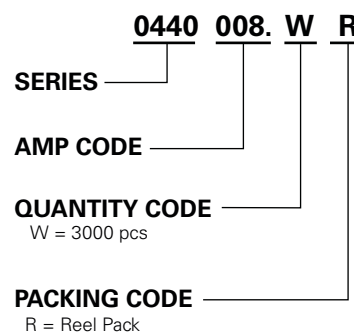 0440 008. W R
SERIES
AMP CODE
QUANTITY CODE
W = 3000 pcs
PACKING CODE
R = Reel Pack